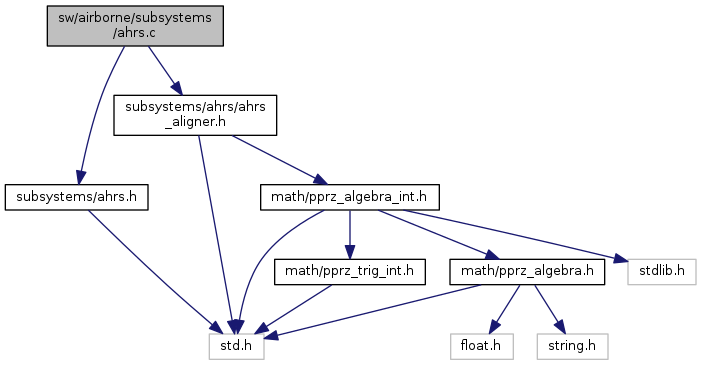 sw/airborne/subsystems
/ahrs.c
subsystems/ahrs/ahrs
_aligner.h
subsystems/ahrs.h
math/pprz_algebra_int.h
math/pprz_trig_int.h
math/pprz_algebra.h
stdlib.h
std.h
float.h
string.h